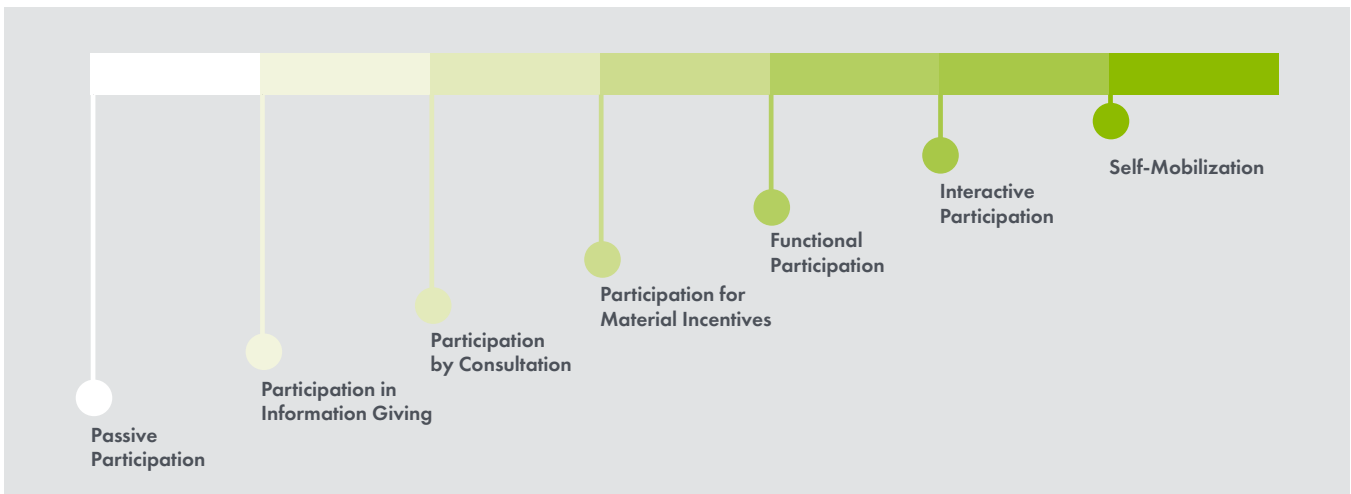 Passive
Participation
Participation in
Information Giving
Participation
by Consultation
Participation for
Material Incentives
Functional
Participation
Interactive
Participation
Self-Mobilization